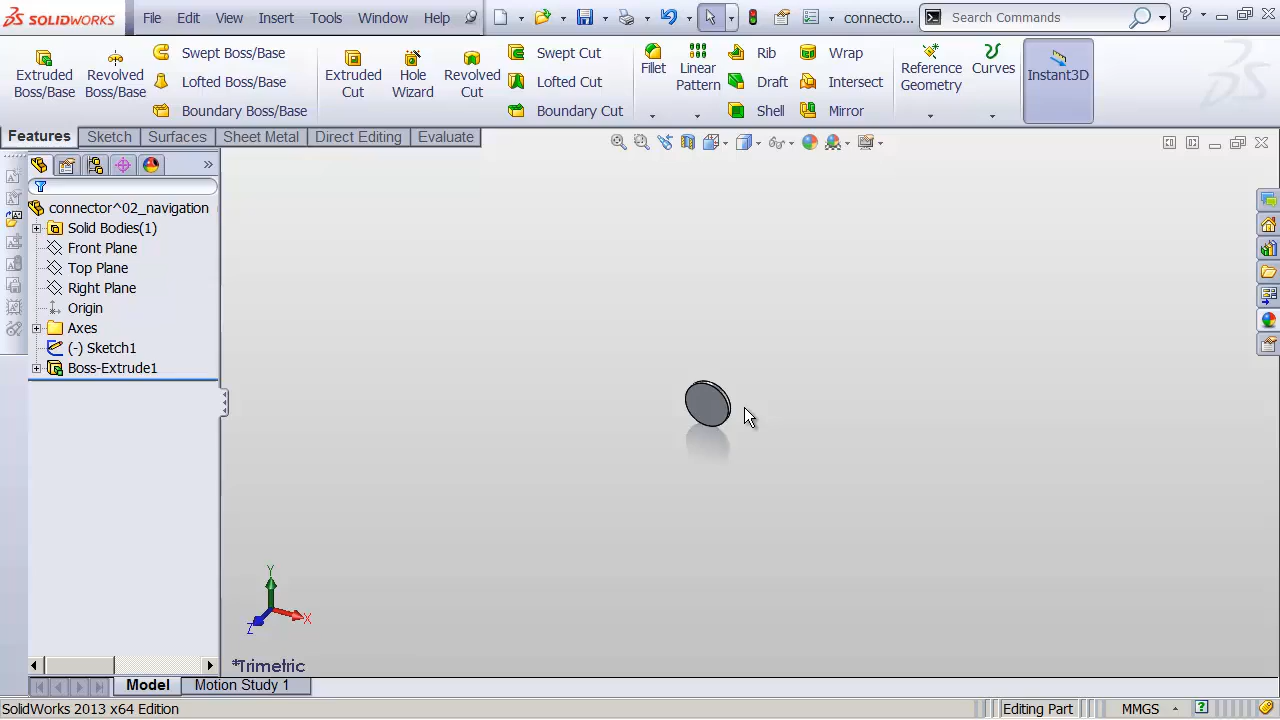 SOLIDWORKS File Edit View Insert Tools Window Help connecto... Search Commands ?
Extruded Boss/Base
Revolved Boss/Base
Swept Boss/Base
Lofted Boss/Base
Boundary Boss/Base
Extruded Cut
Hole Wizard
Revolved Cut
Swept Cut
Lofted Cut
Boundary Cut
Fillet
Linear Pattern
Rib
Draft
Shell
Wrap
Intersect
Mirror
Reference Geometry
Curves
Instant3D
Features Sketch Surfaces Sheet Metal Direct Editing Evaluate
connector^02_navigation
Solid Bodies(1)
Front Plane
Top Plane
Right Plane
Origin
Axes
(-) Sketch1
Boss-Extrude1
Y
X
Z
*Trimetric
Model Motion Study 1
SolidWorks 2013 x64 Edition Editing Part MMGS ?